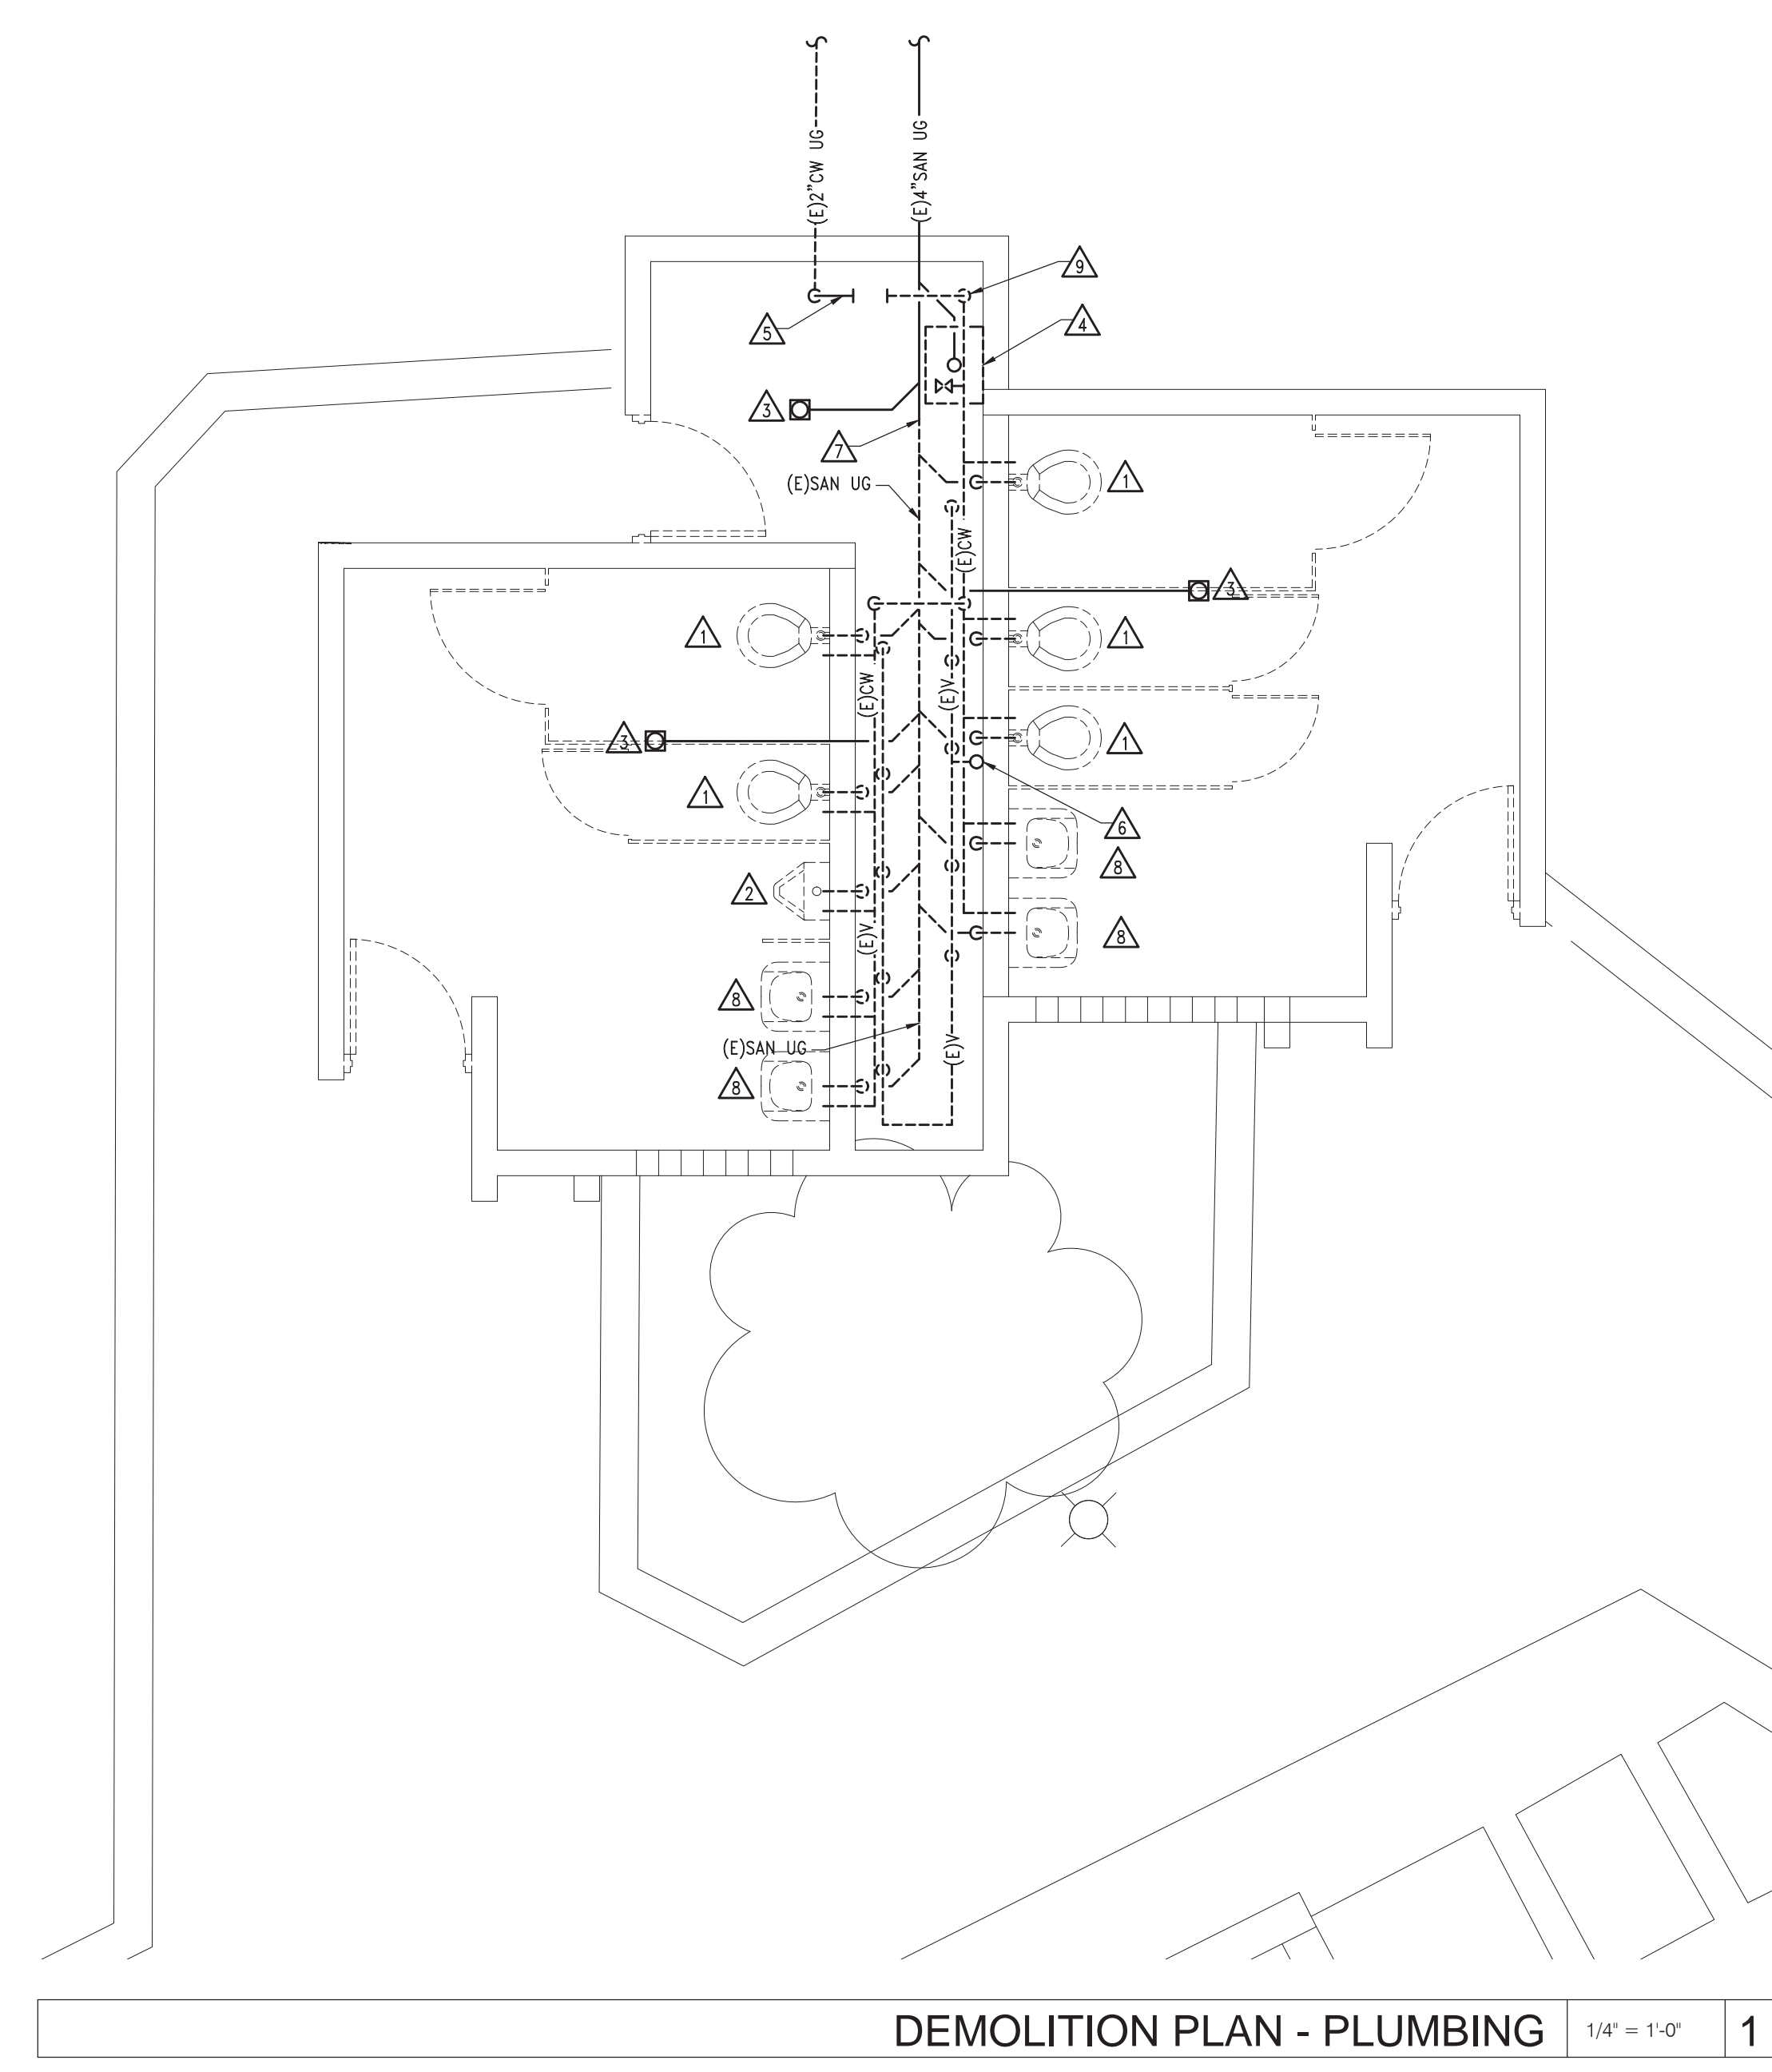 (E)2"CW UG
(E)4"SAN UG
9
5
4
3
7
(E)SAN UG
1
(E)CW
3
1
1
(E)CW
(E)V
3
1
1
6
2
8
(E)V
8
8
(E)SAN UG
(E)V
8
DEMOLITION PLAN - PLUMBING
1/4" = 1'-0"
1